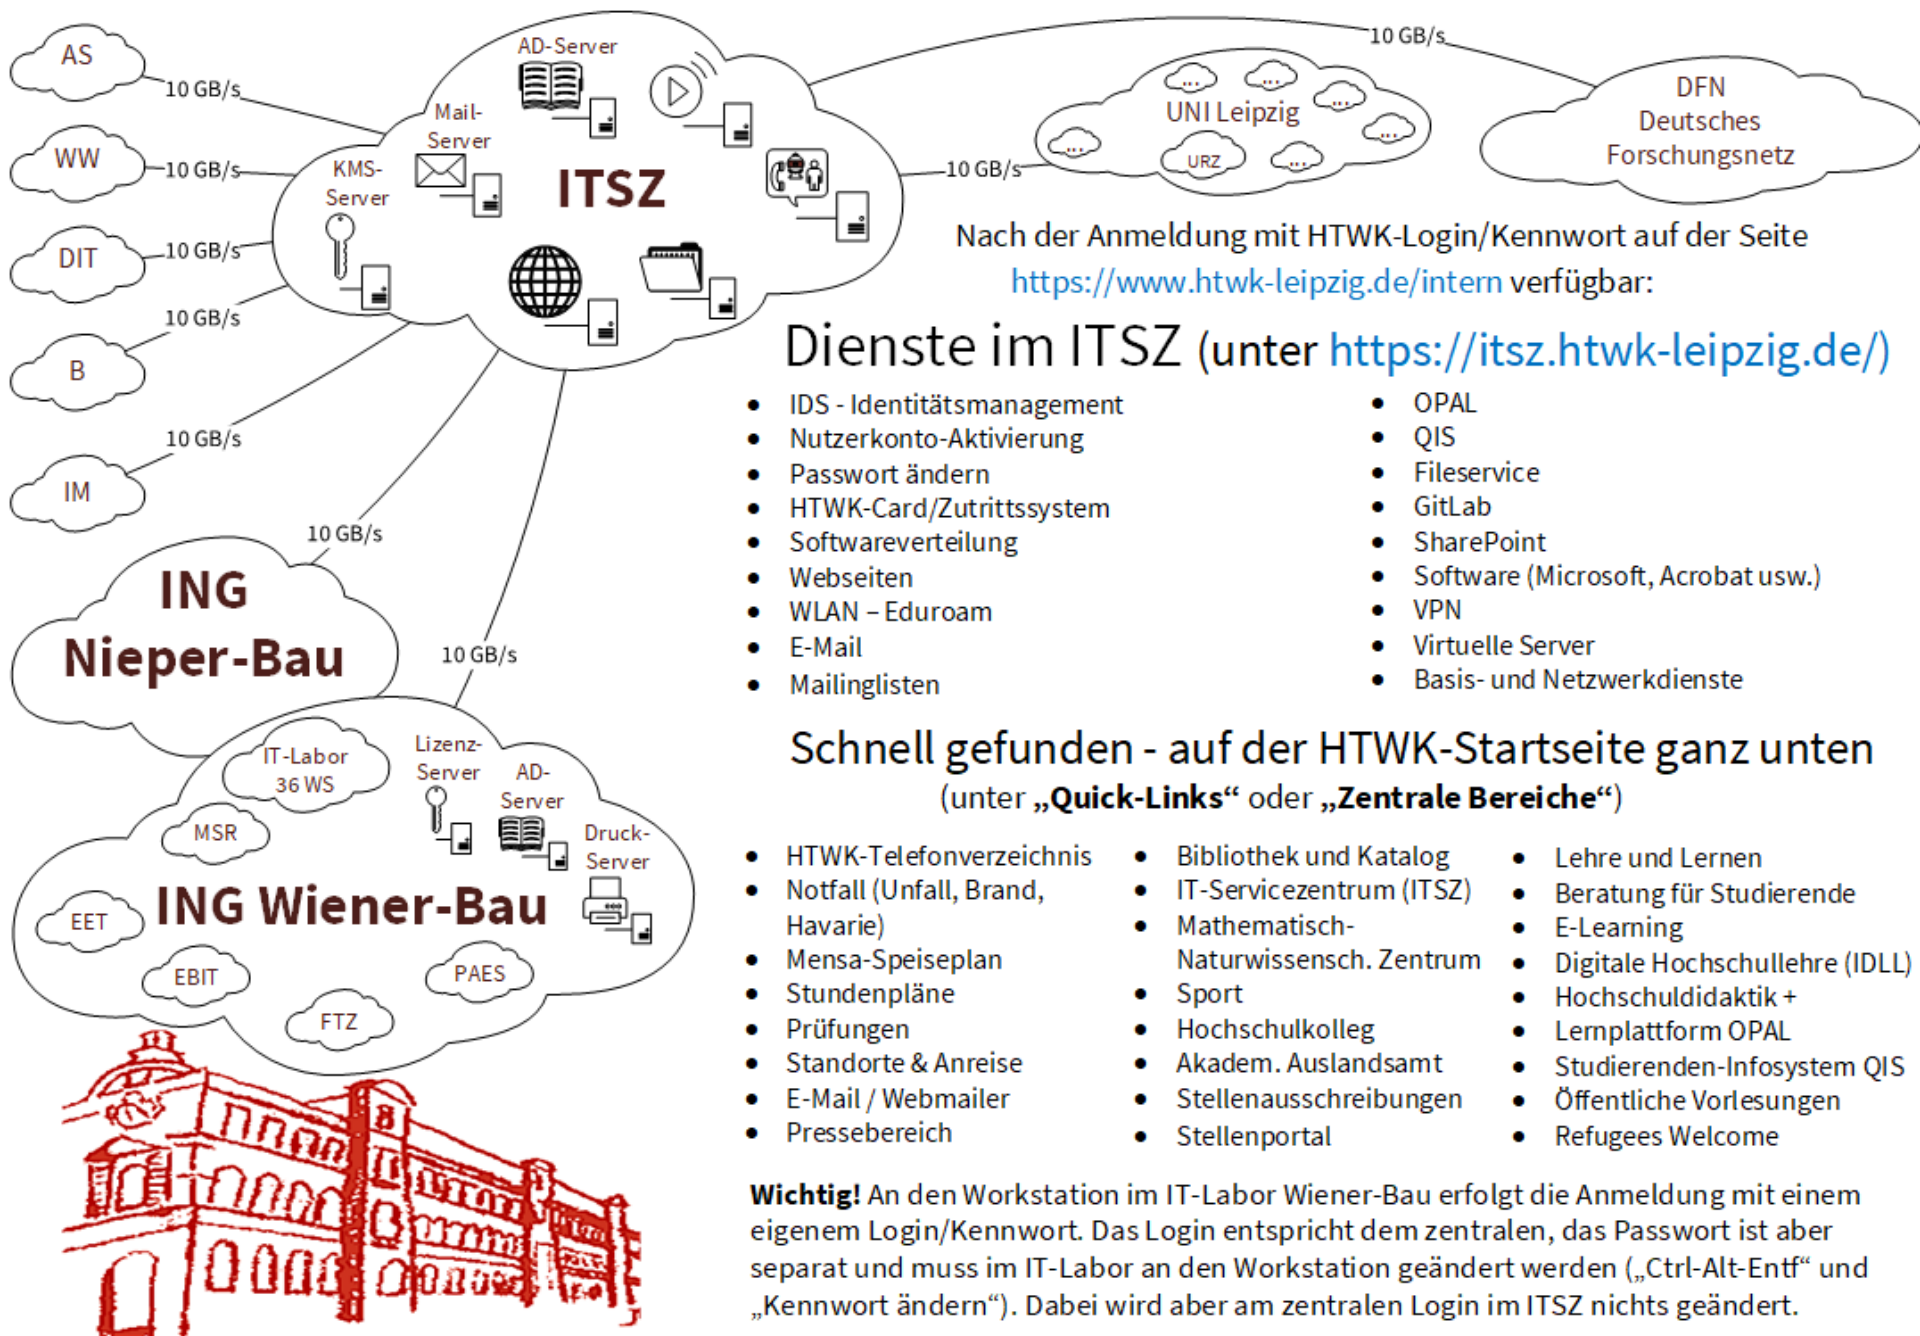 AS
10 GB/s
WW
10 GB/s
DIT
10 GB/s
B
10 GB/s
IM
10 GB/s
AD-Server
Mail-
Server
KMS-
Server
ITSZ
10 GB/s
10 GB/s
UNI Leipzig
...
...
...
...
...
...
URZ
DFN
Deutsches
Forschungsnetz
10 GB/s
ING
Nieper-Bau
10 GB/s
IT-Labor
36 WS
Lizenz-
Server
AD-
Server
Druck-
Server
MSR
ING Wiener-Bau
EET
EBIT
PAES
FTZ
Nach der Anmeldung mit HTWK-Login/Kennwort auf der Seite
https://www.htwk-leipzig.de/intern verfügbar:
Dienste im ITSZ (unter https://itsz.htwk-leipzig.de/)
• IDS - Identitätsmanagement
• Nutzerkonto-Aktivierung
• Passwort ändern
• HTWK-Card/Zutrittssystem
• Softwareverteilung
• Webseiten
• WLAN – Eduroam
• E-Mail
• Mailinglisten
• OPAL
• QIS
• Fileservice
• GitLab
• SharePoint
• Software (Microsoft, Acrobat usw.)
• VPN
• Virtuelle Server
• Basis- und Netzwerkdienste
Schnell gefunden - auf der HTWK-Startseite ganz unten
(unter „Quick-Links“ oder „Zentrale Bereiche“)
• HTWK-Telefonverzeichnis
• Notfall (Unfall, Brand,
Havarie)
• Mensa-Speiseplan
• Stundenpläne
• Prüfungen
• Standorte & Anreise
• E-Mail / Webmailer
• Pressebereich
• Bibliothek und Katalog
• IT-Servicezentrum (ITSZ)
• Mathematisch-
Naturwissensch. Zentrum
• Sport
• Hochschulkolleg
• Akadem. Auslandsamt
• Stellenausschreibungen
• Stellenportal
• Lehre und Lernen
• Beratung für Studierende
• E-Learning
• Digitale Hochschullehre (IDLL)
• Hochschuldidaktik +
• Lernplattform OPAL
• Studierenden-Infosystem QIS
• Öffentliche Vorlesungen
• Refugees Welcome
Wichtig! An den Workstation im IT-Labor Wiener-Bau erfolgt die Anmeldung mit einem
eigenem Login/Kennwort. Das Login entspricht dem zentralen, das Passwort ist aber
separat und muss im IT-Labor an den Workstation geändert werden („Ctrl-Alt-Entf“ und
„Kennwort ändern“). Dabei wird aber am zentralen Login im ITSZ nichts geändert.